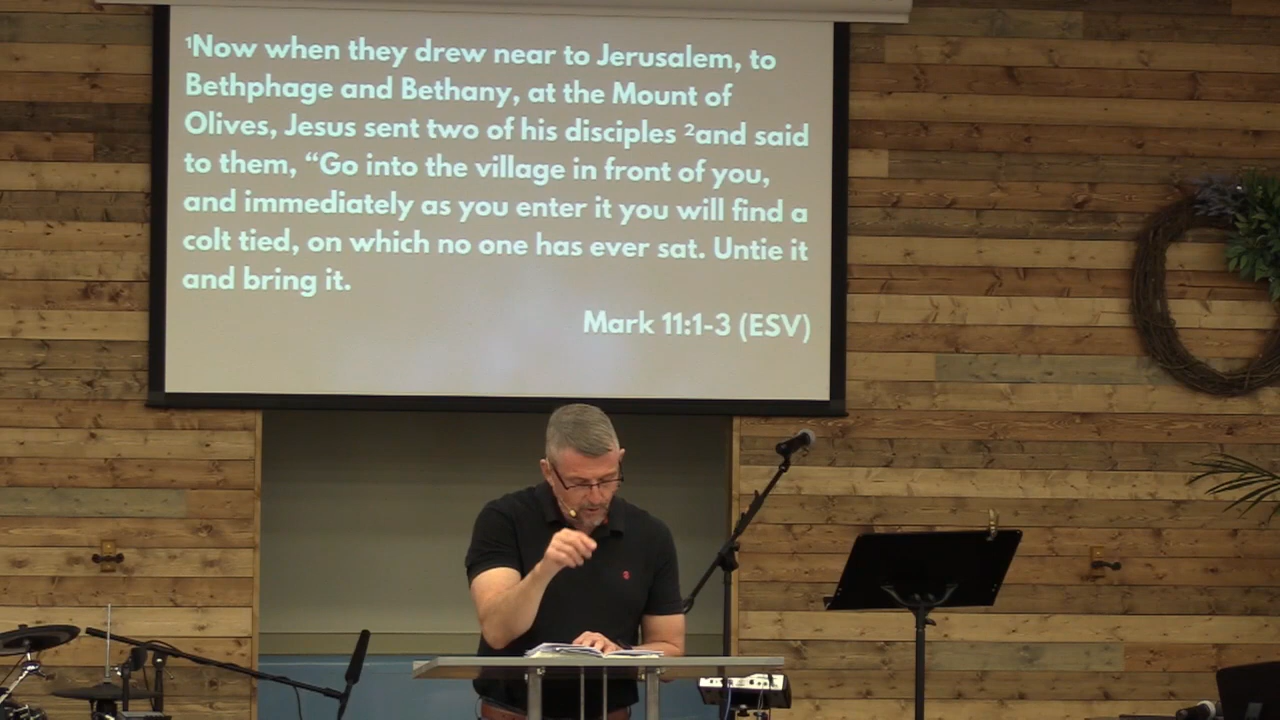 ¹Now when they drew near to Jerusalem, to
Bethphage and Bethany, at the Mount of
Olives, Jesus sent two of his disciples ²and said
to them, “Go into the village in front of you,
and immediately as you enter it you will find a
colt tied, on which no one has ever sat. Untie it
and bring it.
Mark 11:1-3 (ESV)